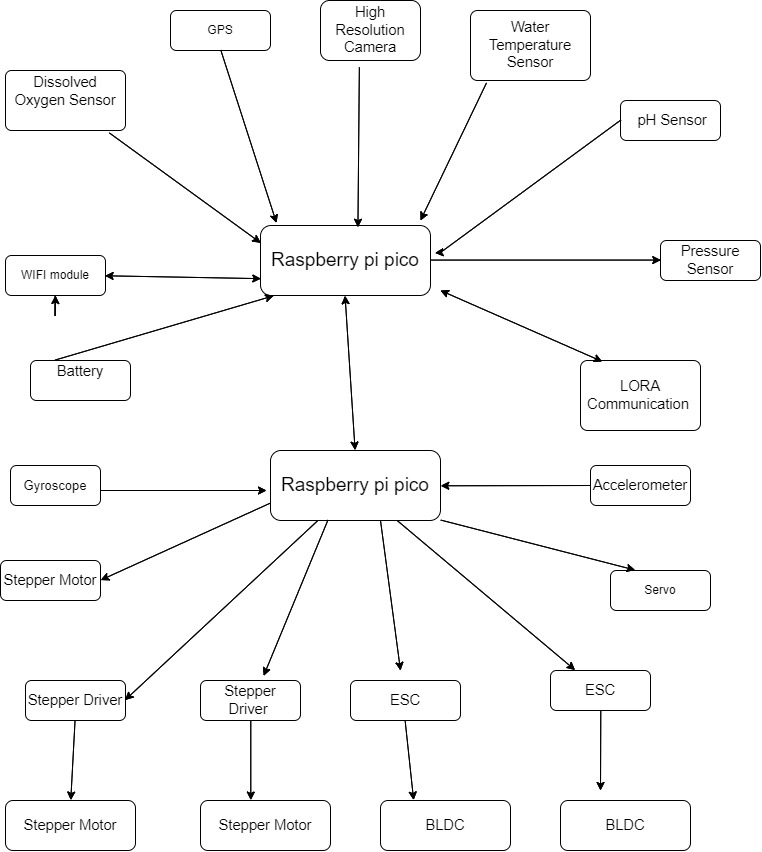 GPS
High
Resolution
Camera
Water
Temperature
Sensor
Dissolved
Oxygen Sensor
pH Sensor
Raspberry pi pico
Pressure
Sensor
WIFI module
Battery
LORA
Communication
Gyroscope
Raspberry pi pico
Accelerometer
Stepper Motor
Servo
Stepper Driver
Stepper
Driver
ESC
ESC
Stepper Motor
Stepper Motor
BLDC
BLDC